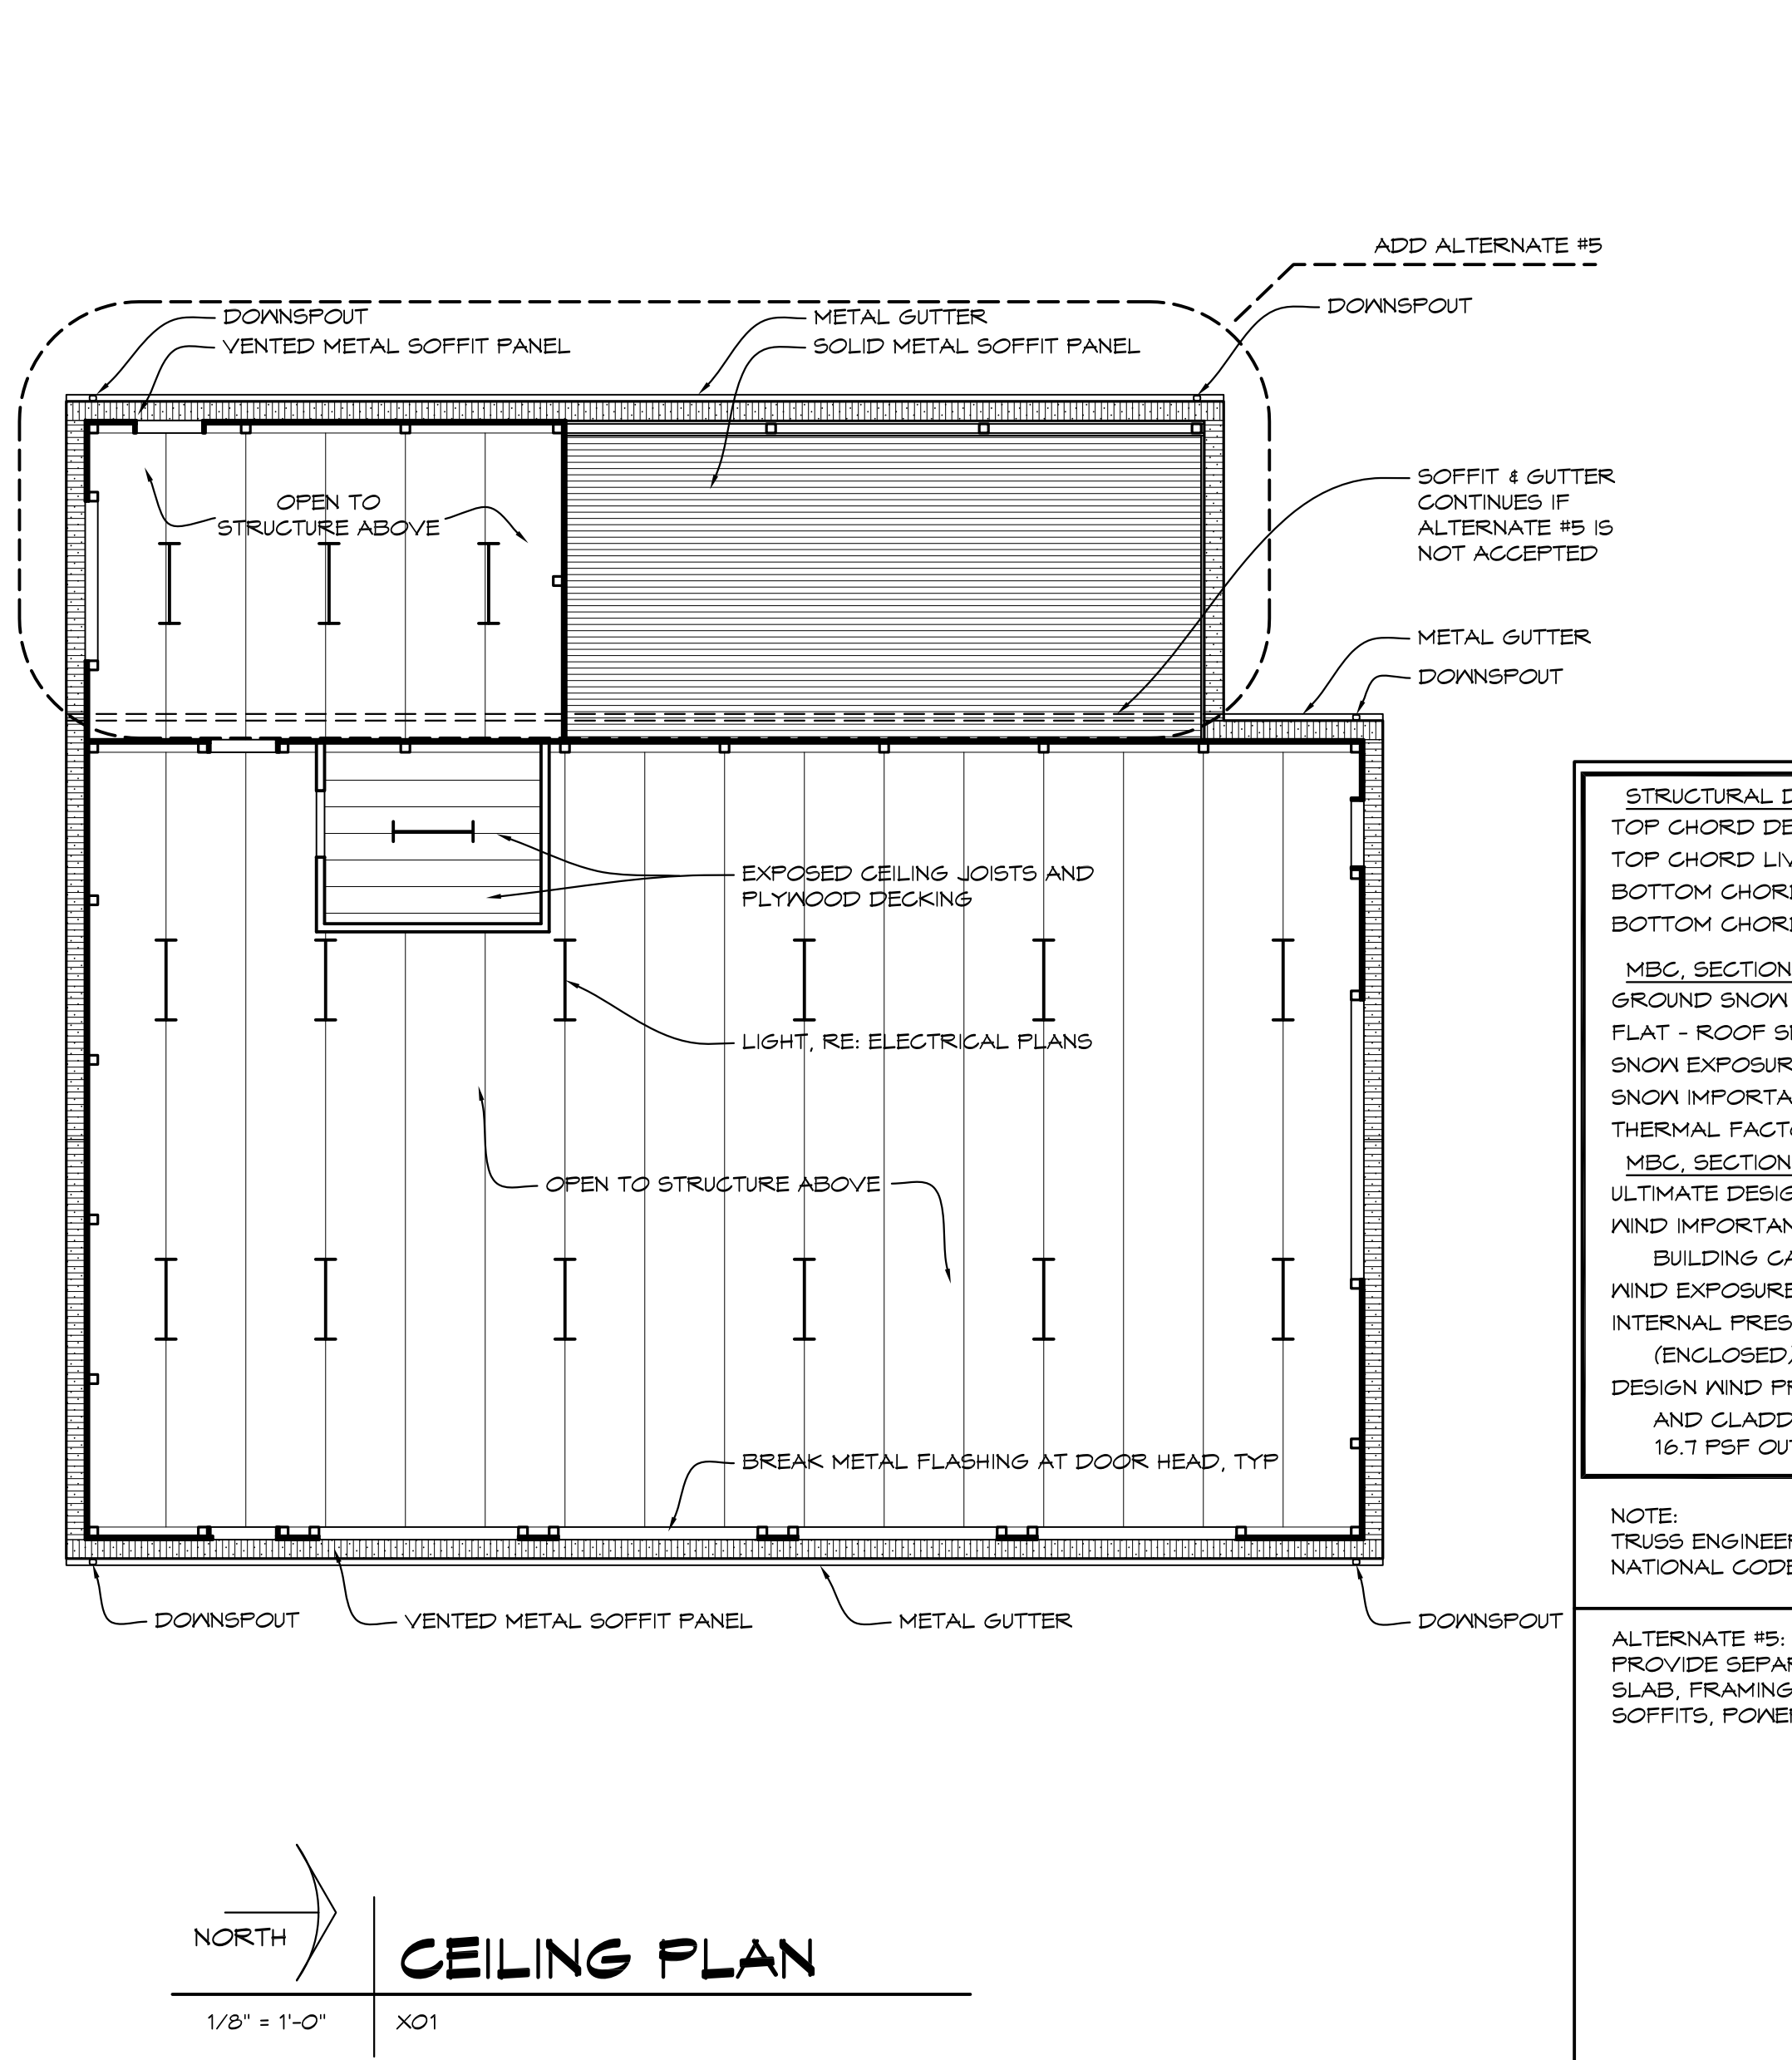 ADD ALTERNATE #5
DOWNSPOUT
METAL GUTTER
DOWNSPOUT
VENTED METAL SOFFIT PANEL
SOLID METAL SOFFIT PANEL
OPEN TO
STRUCTURE ABOVE
SOFFIT & GUTTER
CONTINUES IF
ALTERNATE #5 IS
NOT ACCEPTED
METAL GUTTER
DOWNSPOUT
EXPOSED CEILING JOISTS AND
PLYWOOD DECKING
LIGHT, RE: ELECTRICAL PLANS
OPEN TO STRUCTURE ABOVE
BREAK METAL FLASHING AT DOOR HEAD, TYP
DOWNSPOUT
VENTED METAL SOFFIT PANEL
METAL GUTTER
DOWNSPOUT
STRUCTURAL
TOP CHORD
TOP CHORD
BOTTOM
BOTTOM
MBC, SECTION
GROUND SNOW
FLAT - ROOF
SNOW
SNOW
THERMAL
MBC, SECTION
ULTIMATE
WIND
BUILDING
WIND
INTERNAL
(ENCLOSED)
DESIGN WIND
AND
16.7 PSF
NOTE:
TRUSS
NATIONAL
ALTERNATE #5:
PROVIDE
SLAB,
SOFFITS,
NORTH
CEILING PLAN
1/8" = 1'-0"
X01